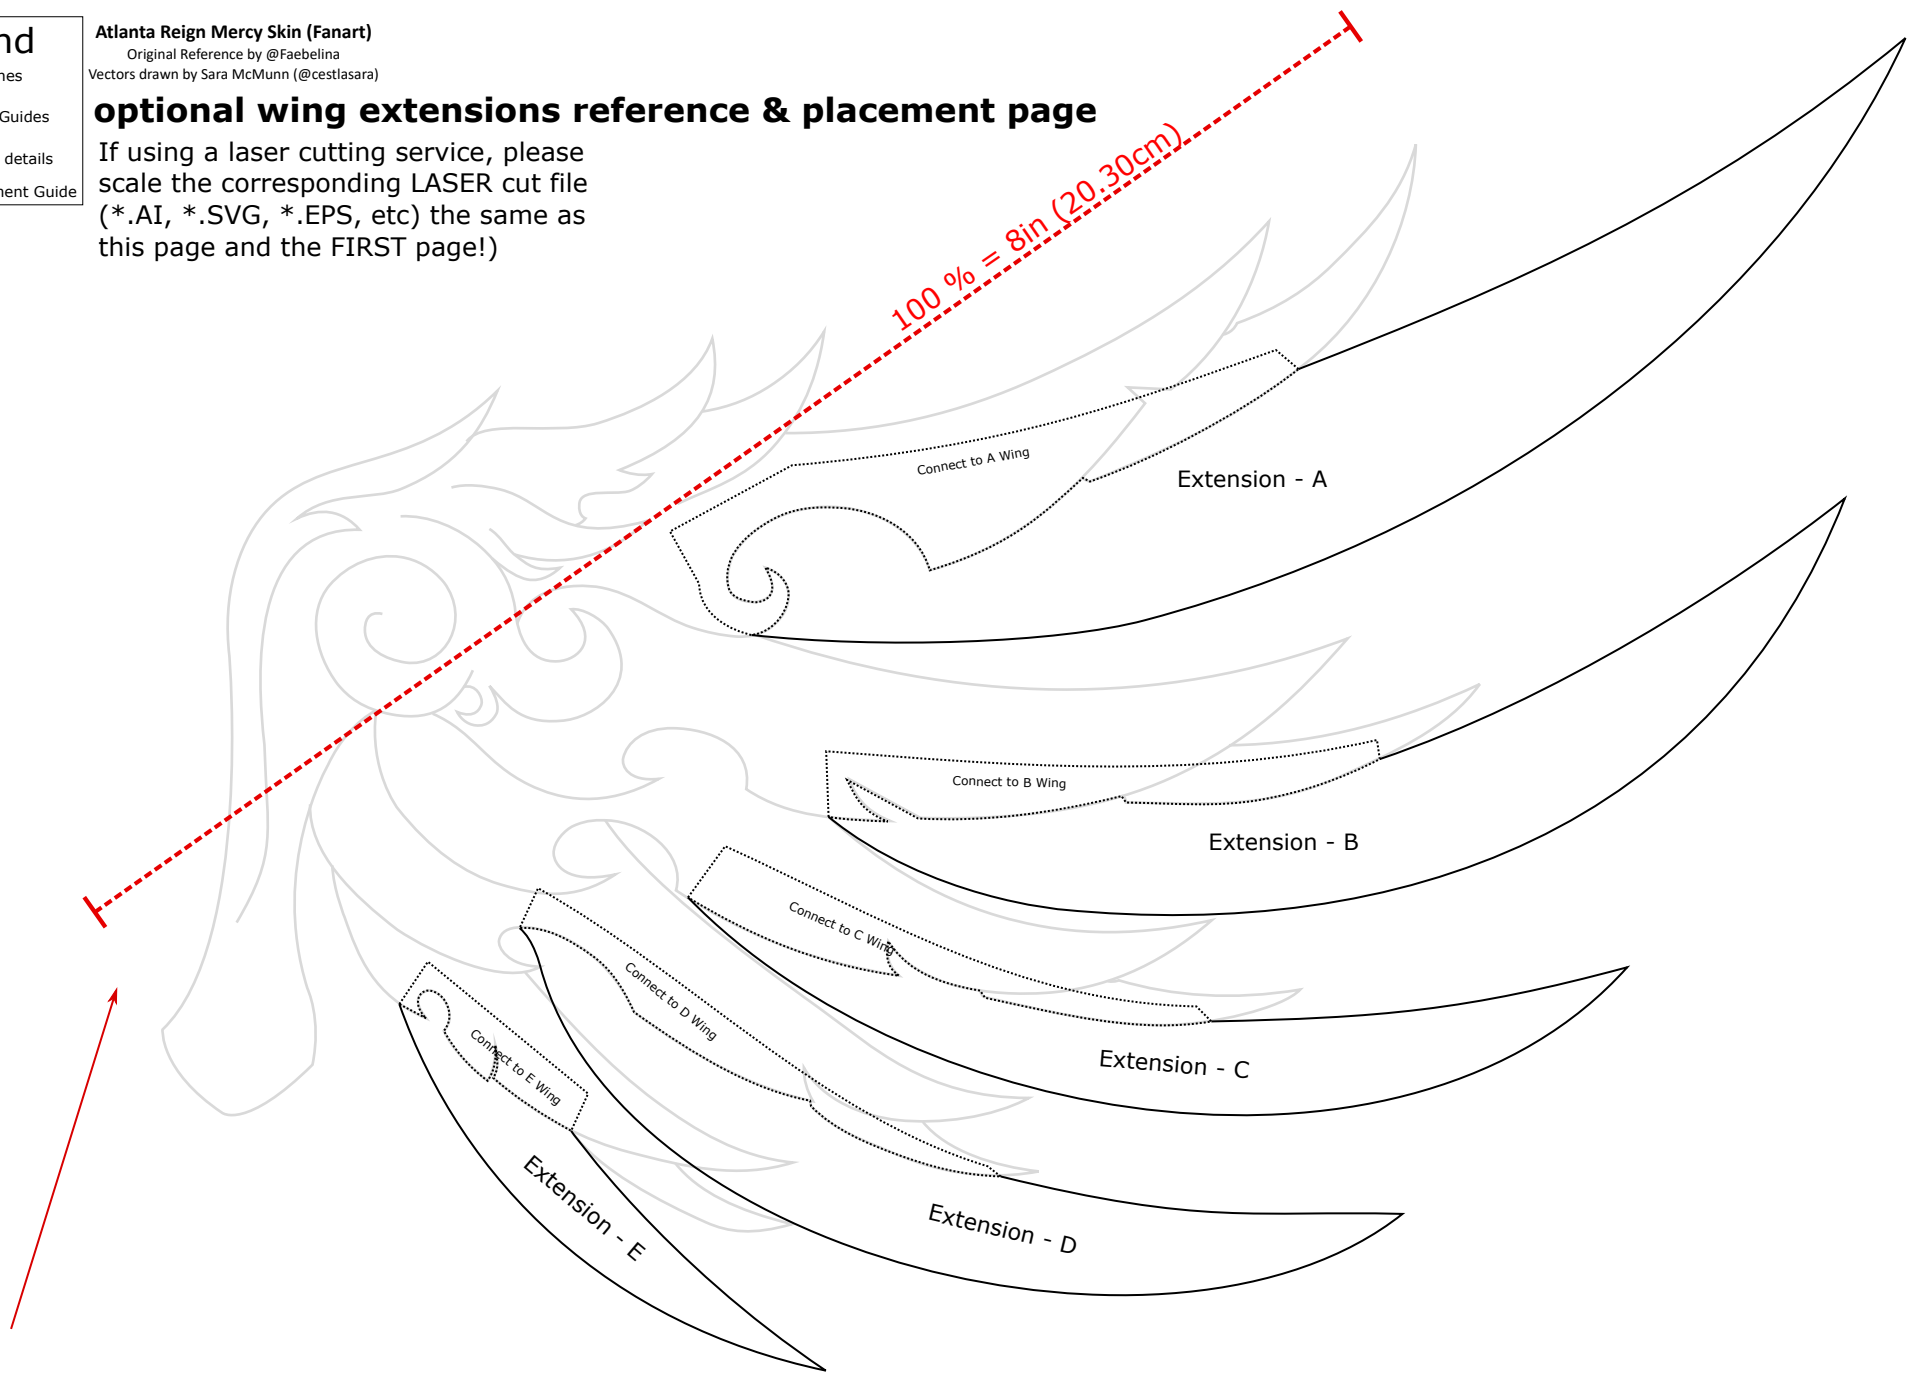 nd
nes
Guides
details
nent Guide
Atlanta Reign Mercy Skin (Fanart)
Original Reference by @Faebelina
Vectors drawn by Sara McMunn (@cestlasara)
optional wing extensions reference & placement page
If using a laser cutting service, please
scale the corresponding LASER cut file
(*.AI, *.SVG, *.EPS, etc) the same as
this page and the FIRST page!)
100 % = 8in (20.30cm)
Connect to A Wing
Extension - A
Connect to B Wing
Extension - B
Connect to C Wing
Extension - C
Connect to D Wing
Extension - D
Connect to E Wing
Extension - E